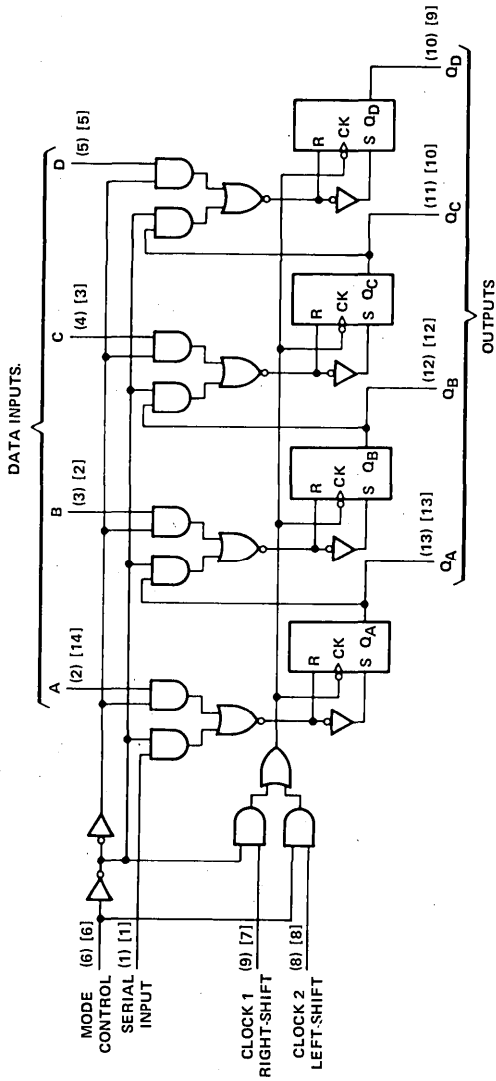 DATA INPUTS.
A
B
C
D
(2) [14]
(3) [2]
(4) [3]
(5) [5]
MODE
CONTROL
(6) [6]
SERIAL
INPUT
(1) [1]
CLOCK 1
RIGHT-SHIFT
(9) [7]
CLOCK 2
LEFT-SHIFT
(8) [8]
R
CK
S QA
R
CK
S QB
R
CK
S QC
R
CK
S QD
(13) [13]
(12) [12]
(11) [10]
(10) [9]
QA
QB
QC
QD
OUTPUTS